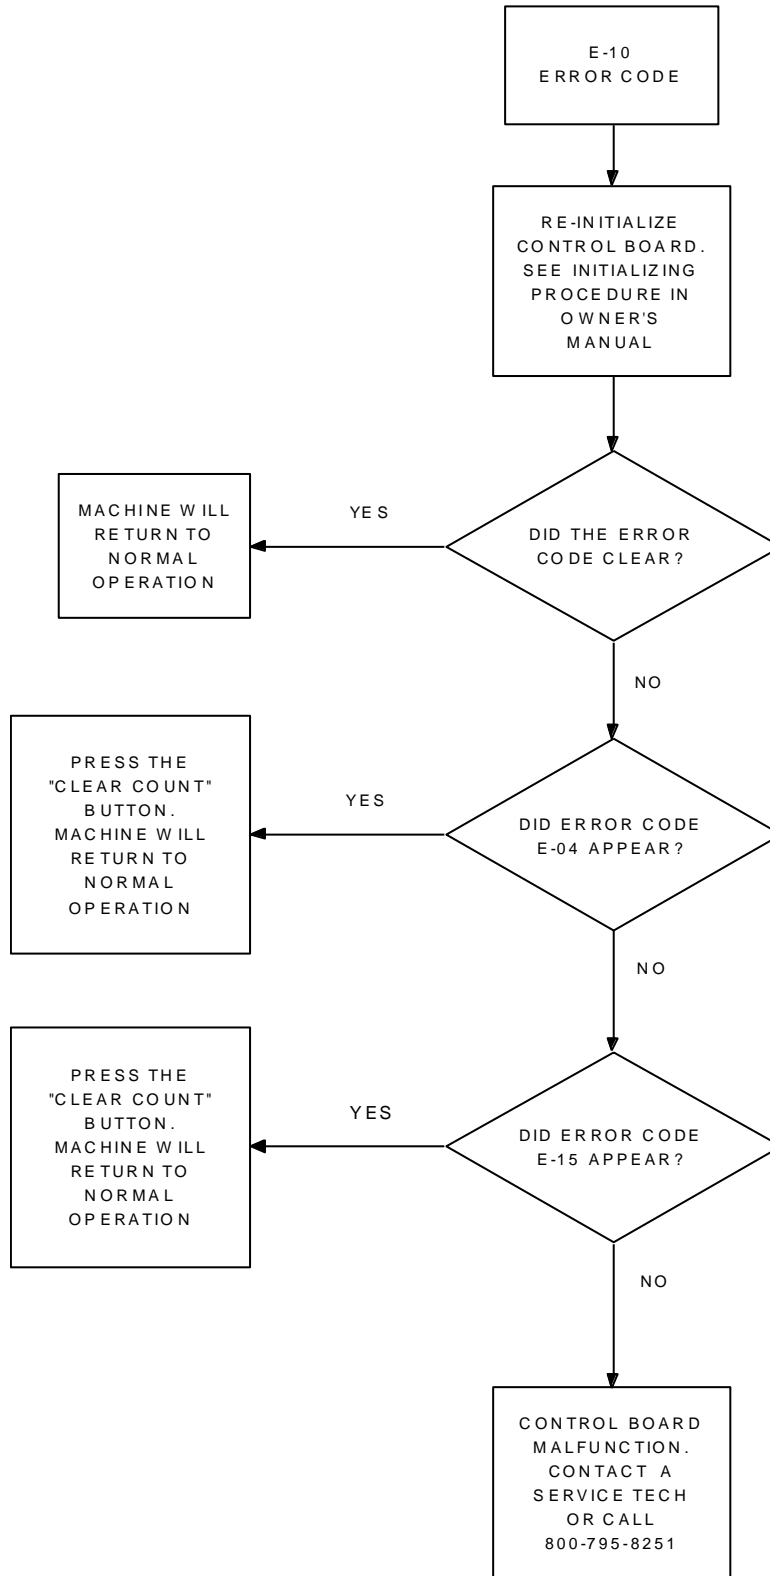 E-10
ERROR CODE
RE-INITIALIZE
CONTROL BOARD.
SEE INITIALIZING
PROCEDURE IN
OWNER'S
MANUAL
DID THE ERROR
CODE CLEAR?
YES
MACHINE WILL
RETURN TO
NORMAL
OPERATION
NO
DID ERROR CODE
E-04 APPEAR?
YES
PRESS THE
"CLEAR COUNT"
BUTTON.
MACHINE WILL
RETURN TO
NORMAL
OPERATION
NO
DID ERROR CODE
E-15 APPEAR?
YES
PRESS THE
"CLEAR COUNT"
BUTTON.
MACHINE WILL
RETURN TO
NORMAL
OPERATION
NO
CONTROL BOARD
MALFUNCTION.
CONTACT A
SERVICE TECH
OR CALL
800-795-8251